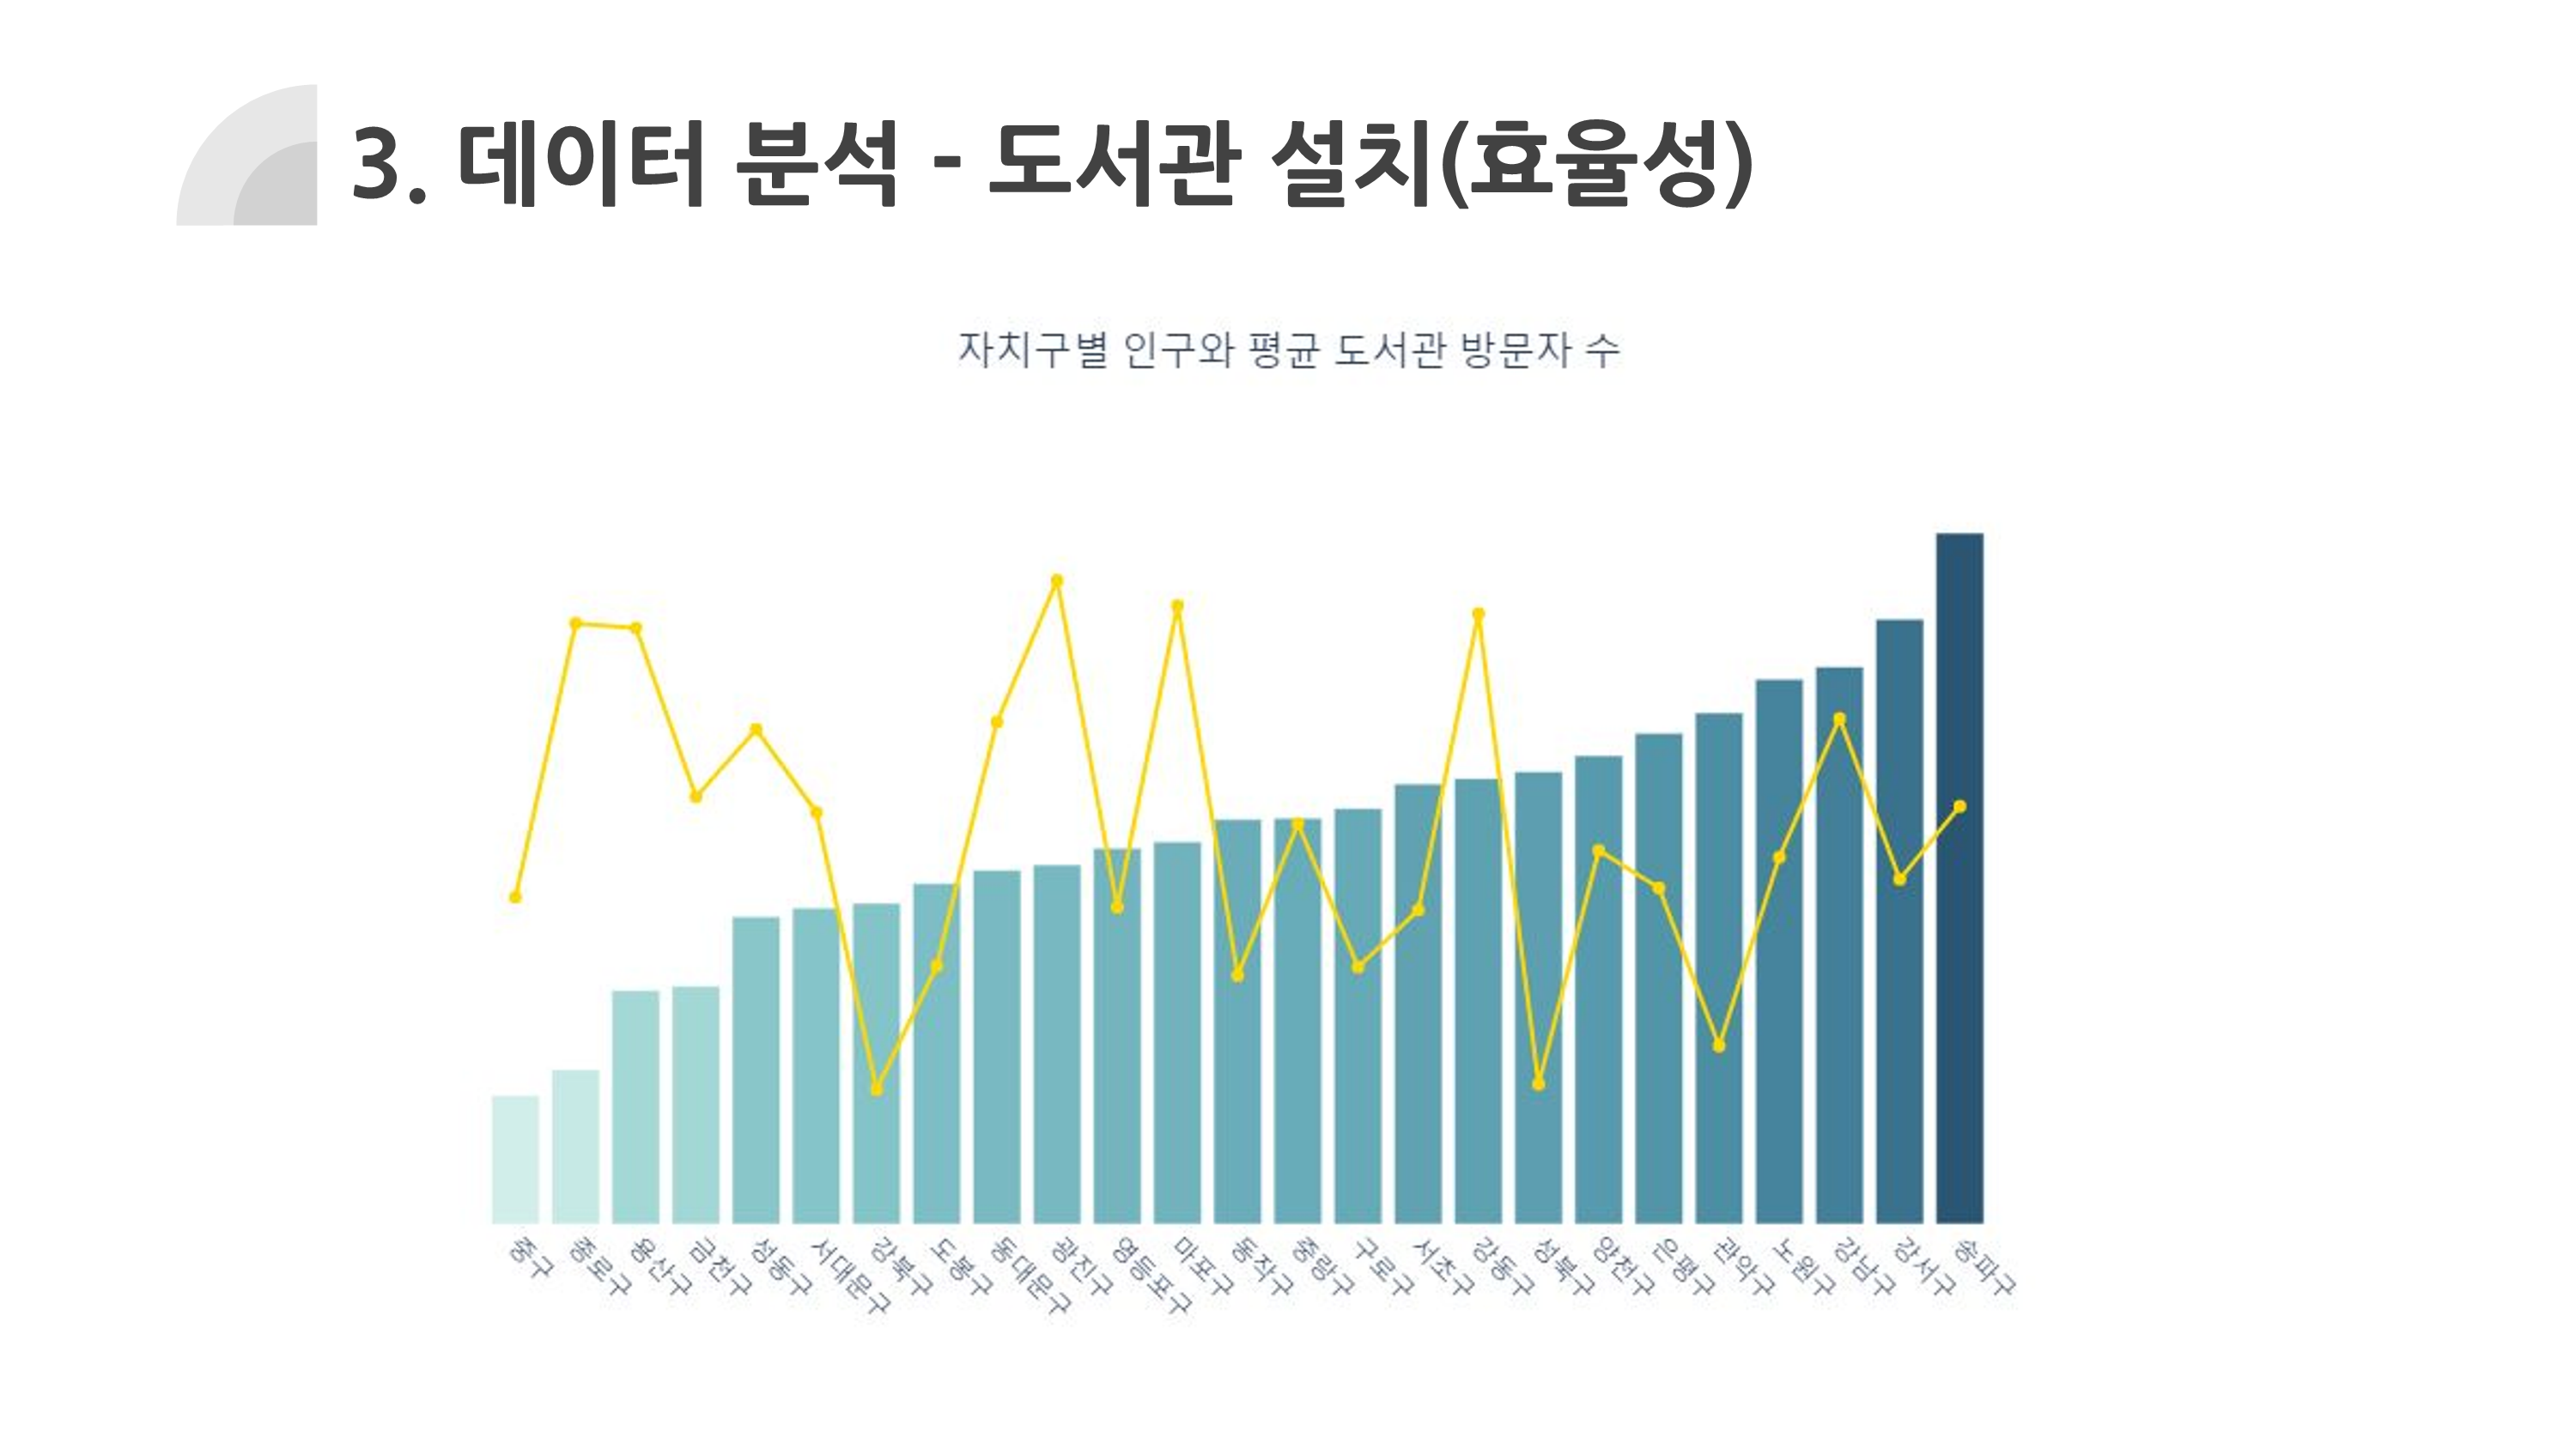 3. 데이터 분석 - 도서관 설치(효율성)
자치구별 인구와 평균 도서관 방문자 수
중구
종로구
용산구
금천구
성동구
서대문구
강북구
도봉구
동대문구
광진구
영등포구
마포구
동작구
중랑구
구로구
서초구
강동구
성북구
양천구
은평구
관악구
노원구
강남구
강서구
송파구